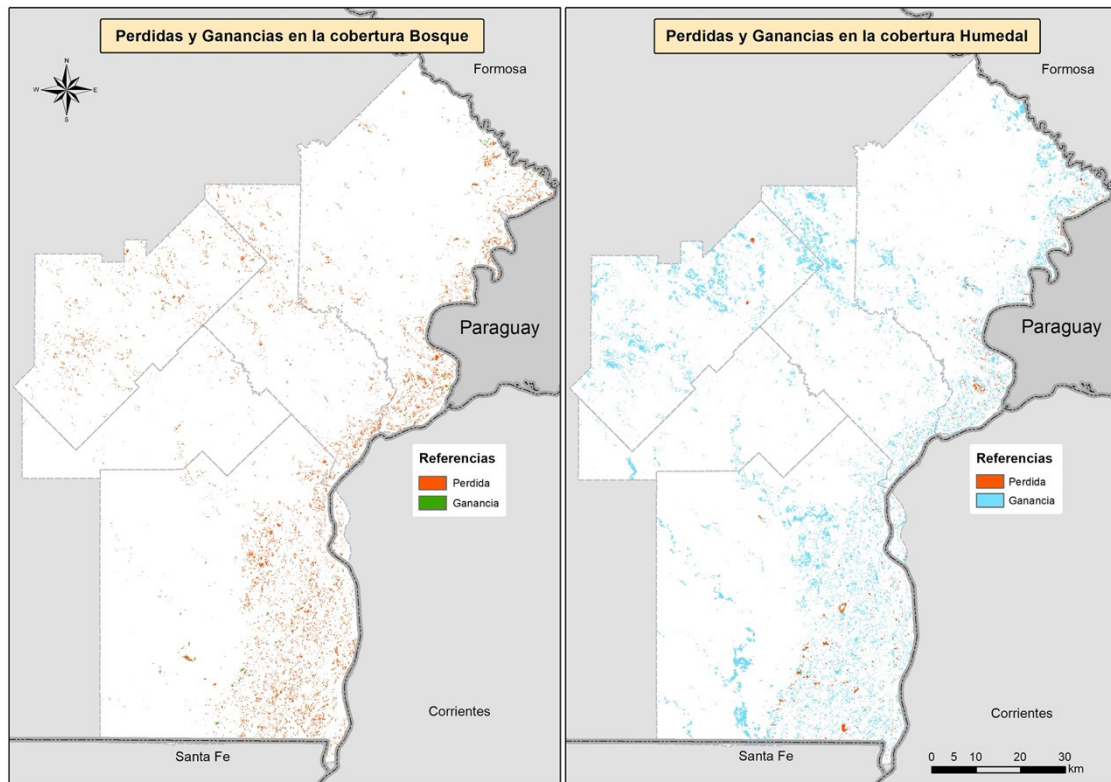 Perdidas y Ganancias en la cobertura Bosque
N
W E
S
Formosa
Paraguay
Referencias
Perdida
Ganancia
Corrientes
Santa Fe
Perdidas y Ganancias en la cobertura Humedal
Formosa
Paraguay
Referencias
Perdida
Ganancia
Corrientes
Santa Fe
0 5 10 20 30
km